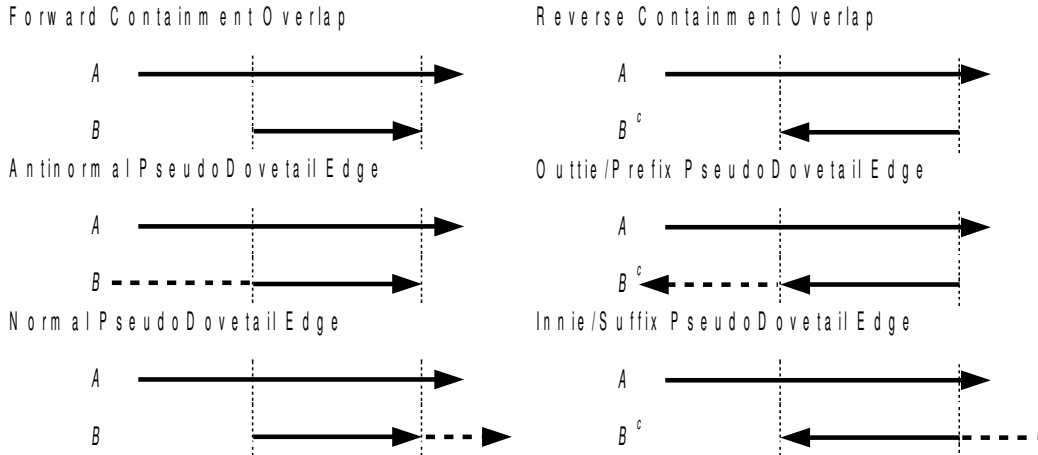 Forward Containment Overlap
A
B
Reverse Containment Overlap
A
B c
Antinormal PseudoDovetail Edge
A
B
Outtie/Prefix PseudoDovetail Edge
A
B c
Normal PseudoDovetail Edge
A
B
Innie/Suffix PseudoDovetail Edge
A
B c